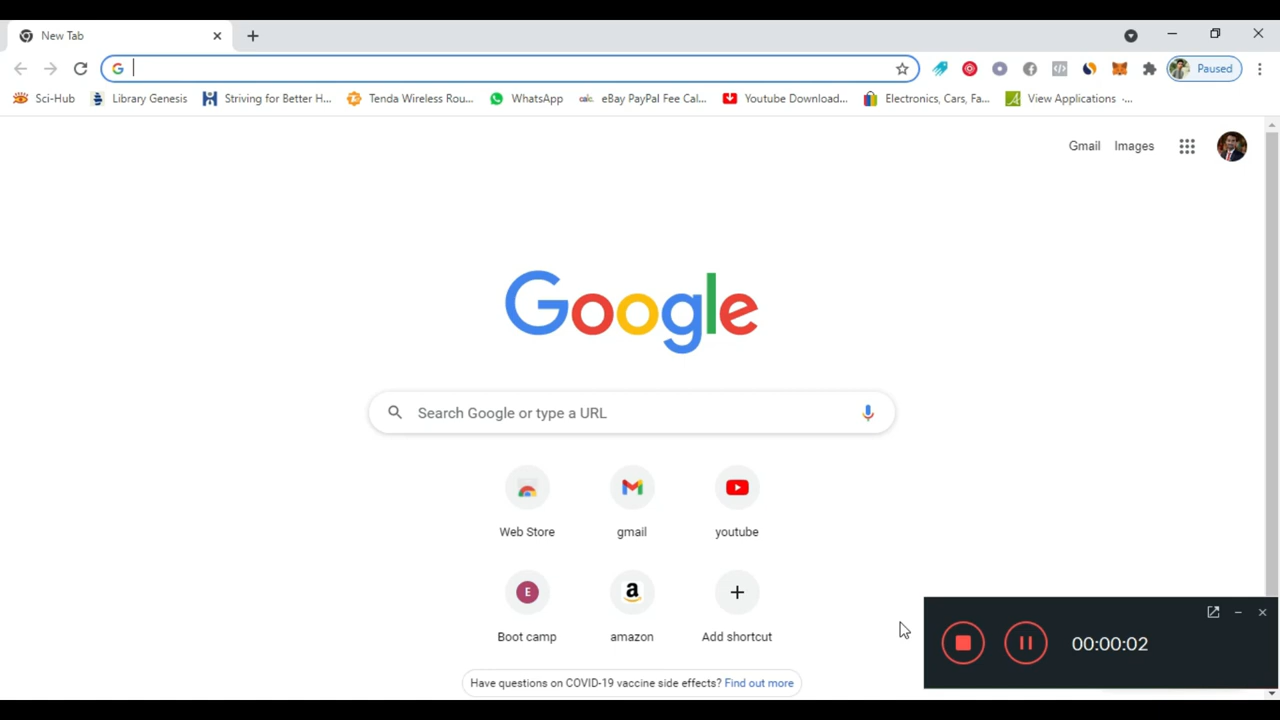 New Tab
Paused
Sci-Hub Library Genesis Striving for Better H... Tenda Wireless Rou... WhatsApp eBay PayPal Fee Cal... Youtube Download... Electronics, Cars, Fa... View Applications -...
Gmail Images
Google
Search Google or type a URL
Web Store gmail youtube
E
Boot camp amazon Add shortcut
00:00:02
Have questions on COVID-19 vaccine side effects? Find out more